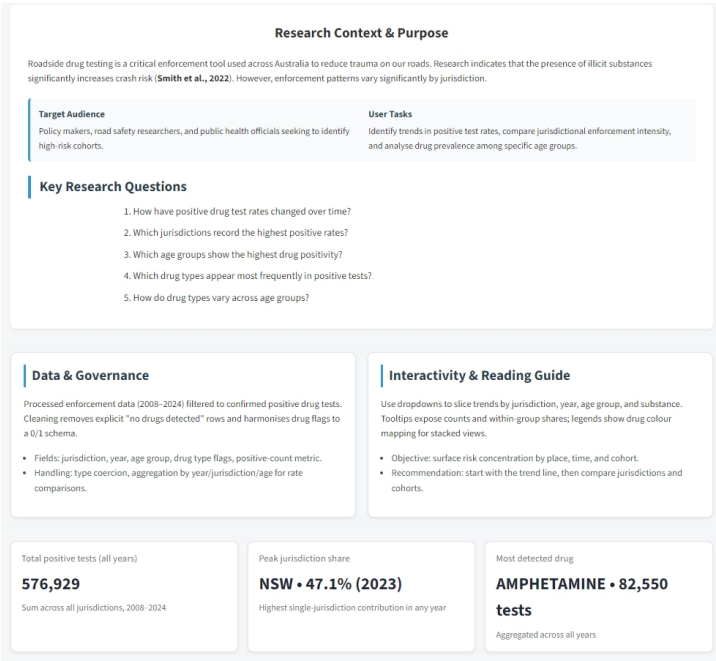 Research Context & Purpose
Roadside drug testing is a critical enforcement tool used across Australia to reduce trauma on our roads. Research indicates that the presence of illicit substances
significantly increases crash risk (Smith et al., 2022). However, enforcement patterns vary significantly by jurisdiction.
Target Audience
Policy makers, road safety researchers, and public health officials seeking to identify
high-risk cohorts.
User Tasks
Identify trends in positive test rates, compare jurisdictional enforcement intensity,
and analyse drug prevalence among specific age groups.
Key Research Questions
1. How have positive drug test rates changed over time?
2. Which jurisdictions record the highest positive rates?
3. Which age groups show the highest drug positivity?
4. Which drug types appear most frequently in positive tests?
5. How do drug types vary across age groups?
Data & Governance
Processed enforcement data (2008–2024) filtered to confirmed positive drug tests.
Cleaning removes explicit "no drugs detected" rows and harmonises drug flags to
a 0/1 schema.
• Fields: jurisdiction, year, age group, drug type flags, positive-count metric.
• Handling: type coercion, aggregation by year/jurisdiction/age for rate
comparisons.
Interactivity & Reading Guide
Use dropdowns to slice trends by jurisdiction, year, age group, and substance.
Tooltips expose counts and within-group shares; legends show drug colour
mapping for stacked views.
• Objective: surface risk concentration by place, time, and cohort.
• Recommendation: start with the trend line, then compare jurisdictions and
cohorts.
Total positive tests (all years)
576,929
Sum across all jurisdictions, 2008–2024
Peak jurisdiction share
NSW • 47.1% (2023)
Highest single-jurisdiction contribution in any year
Most detected drug
AMPHETAMINE • 82,550
tests
Aggregated across all years